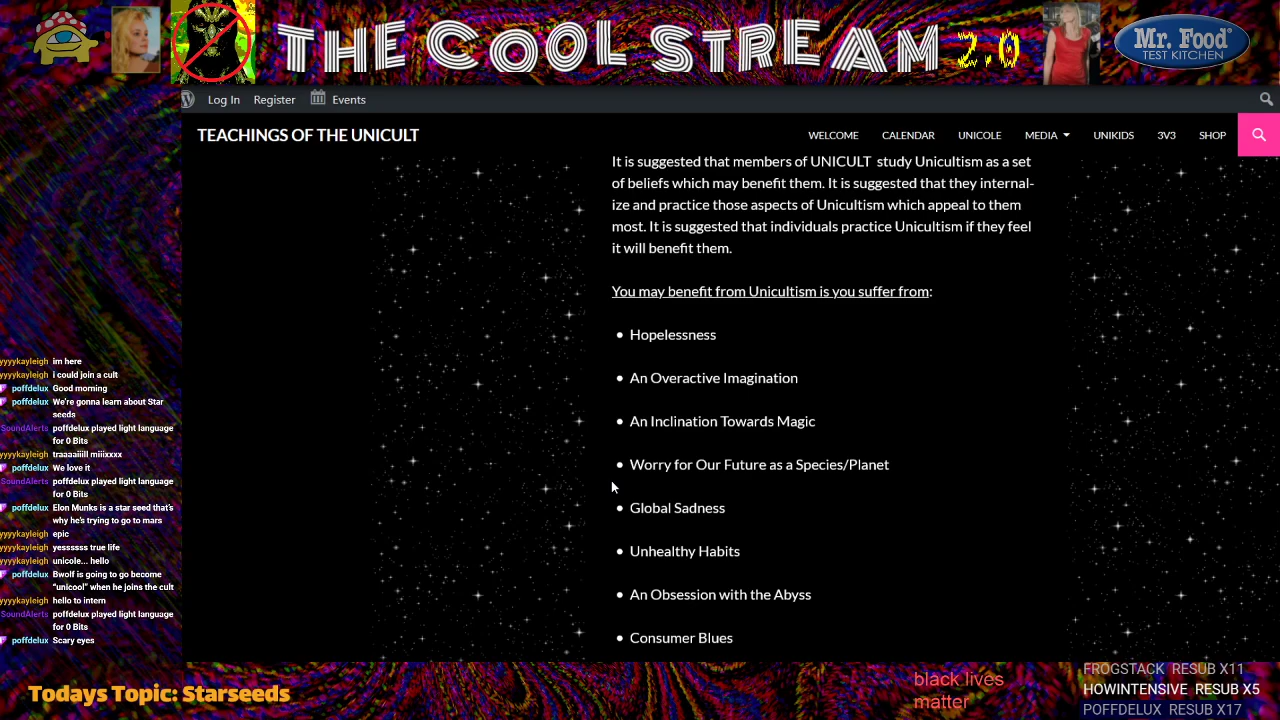 THE COOL STREAM 2.0
Mr. Food®
TEST KITCHEN
Log In Register Events
TEACHINGS OF THE UNICULT
WELCOME CALENDAR UNICOLE MEDIA UNIKIDS 3V3 SHOP
It is suggested that members of UNICULT study Unicultism as a set
of beliefs which may benefit them. It is suggested that they internal-
ize and practice those aspects of Unicultism which appeal to them
most. It is suggested that individuals practice Unicultism if they feel
it will benefit them.
You may benefit from Unicultism is you suffer from:
• Hopelessness
• An Overactive Imagination
• An Inclination Towards Magic
• Worry for Our Future as a Species/Planet
• Global Sadness
• Unhealthy Habits
• An Obsession with the Abyss
• Consumer Blues
yyyykayleigh im here
yyyykayleigh i could join a cult
poffdelux Good morning
poffdelux We're gonna learn about Star
seeds
SoundAlerts poffdelux played light language
for 0 Bits
yyyykayleigh traaaaiiill miiixxxx
poffdelux We love it
SoundAlerts poffdelux played light language
for 0 Bits
poffdelux Elon Munks is a star seed that's
why he's trying to go to mars
yyyykayleigh epic
yyyykayleigh yessssss true life
yyyykayleigh unicole... hello
poffdelux Bwolf is going to go become
“unicool” when he joins the cult
yyyykayleigh hello to intern
SoundAlerts poffdelux played light language
for 0 Bits
poffdelux Scary eyes
Todays Topic: Starseeds
black lives
matter
FROGSTACK RESUB X11
HOWINTENSIVE RESUB X5
POFFDELUX RESUB X17